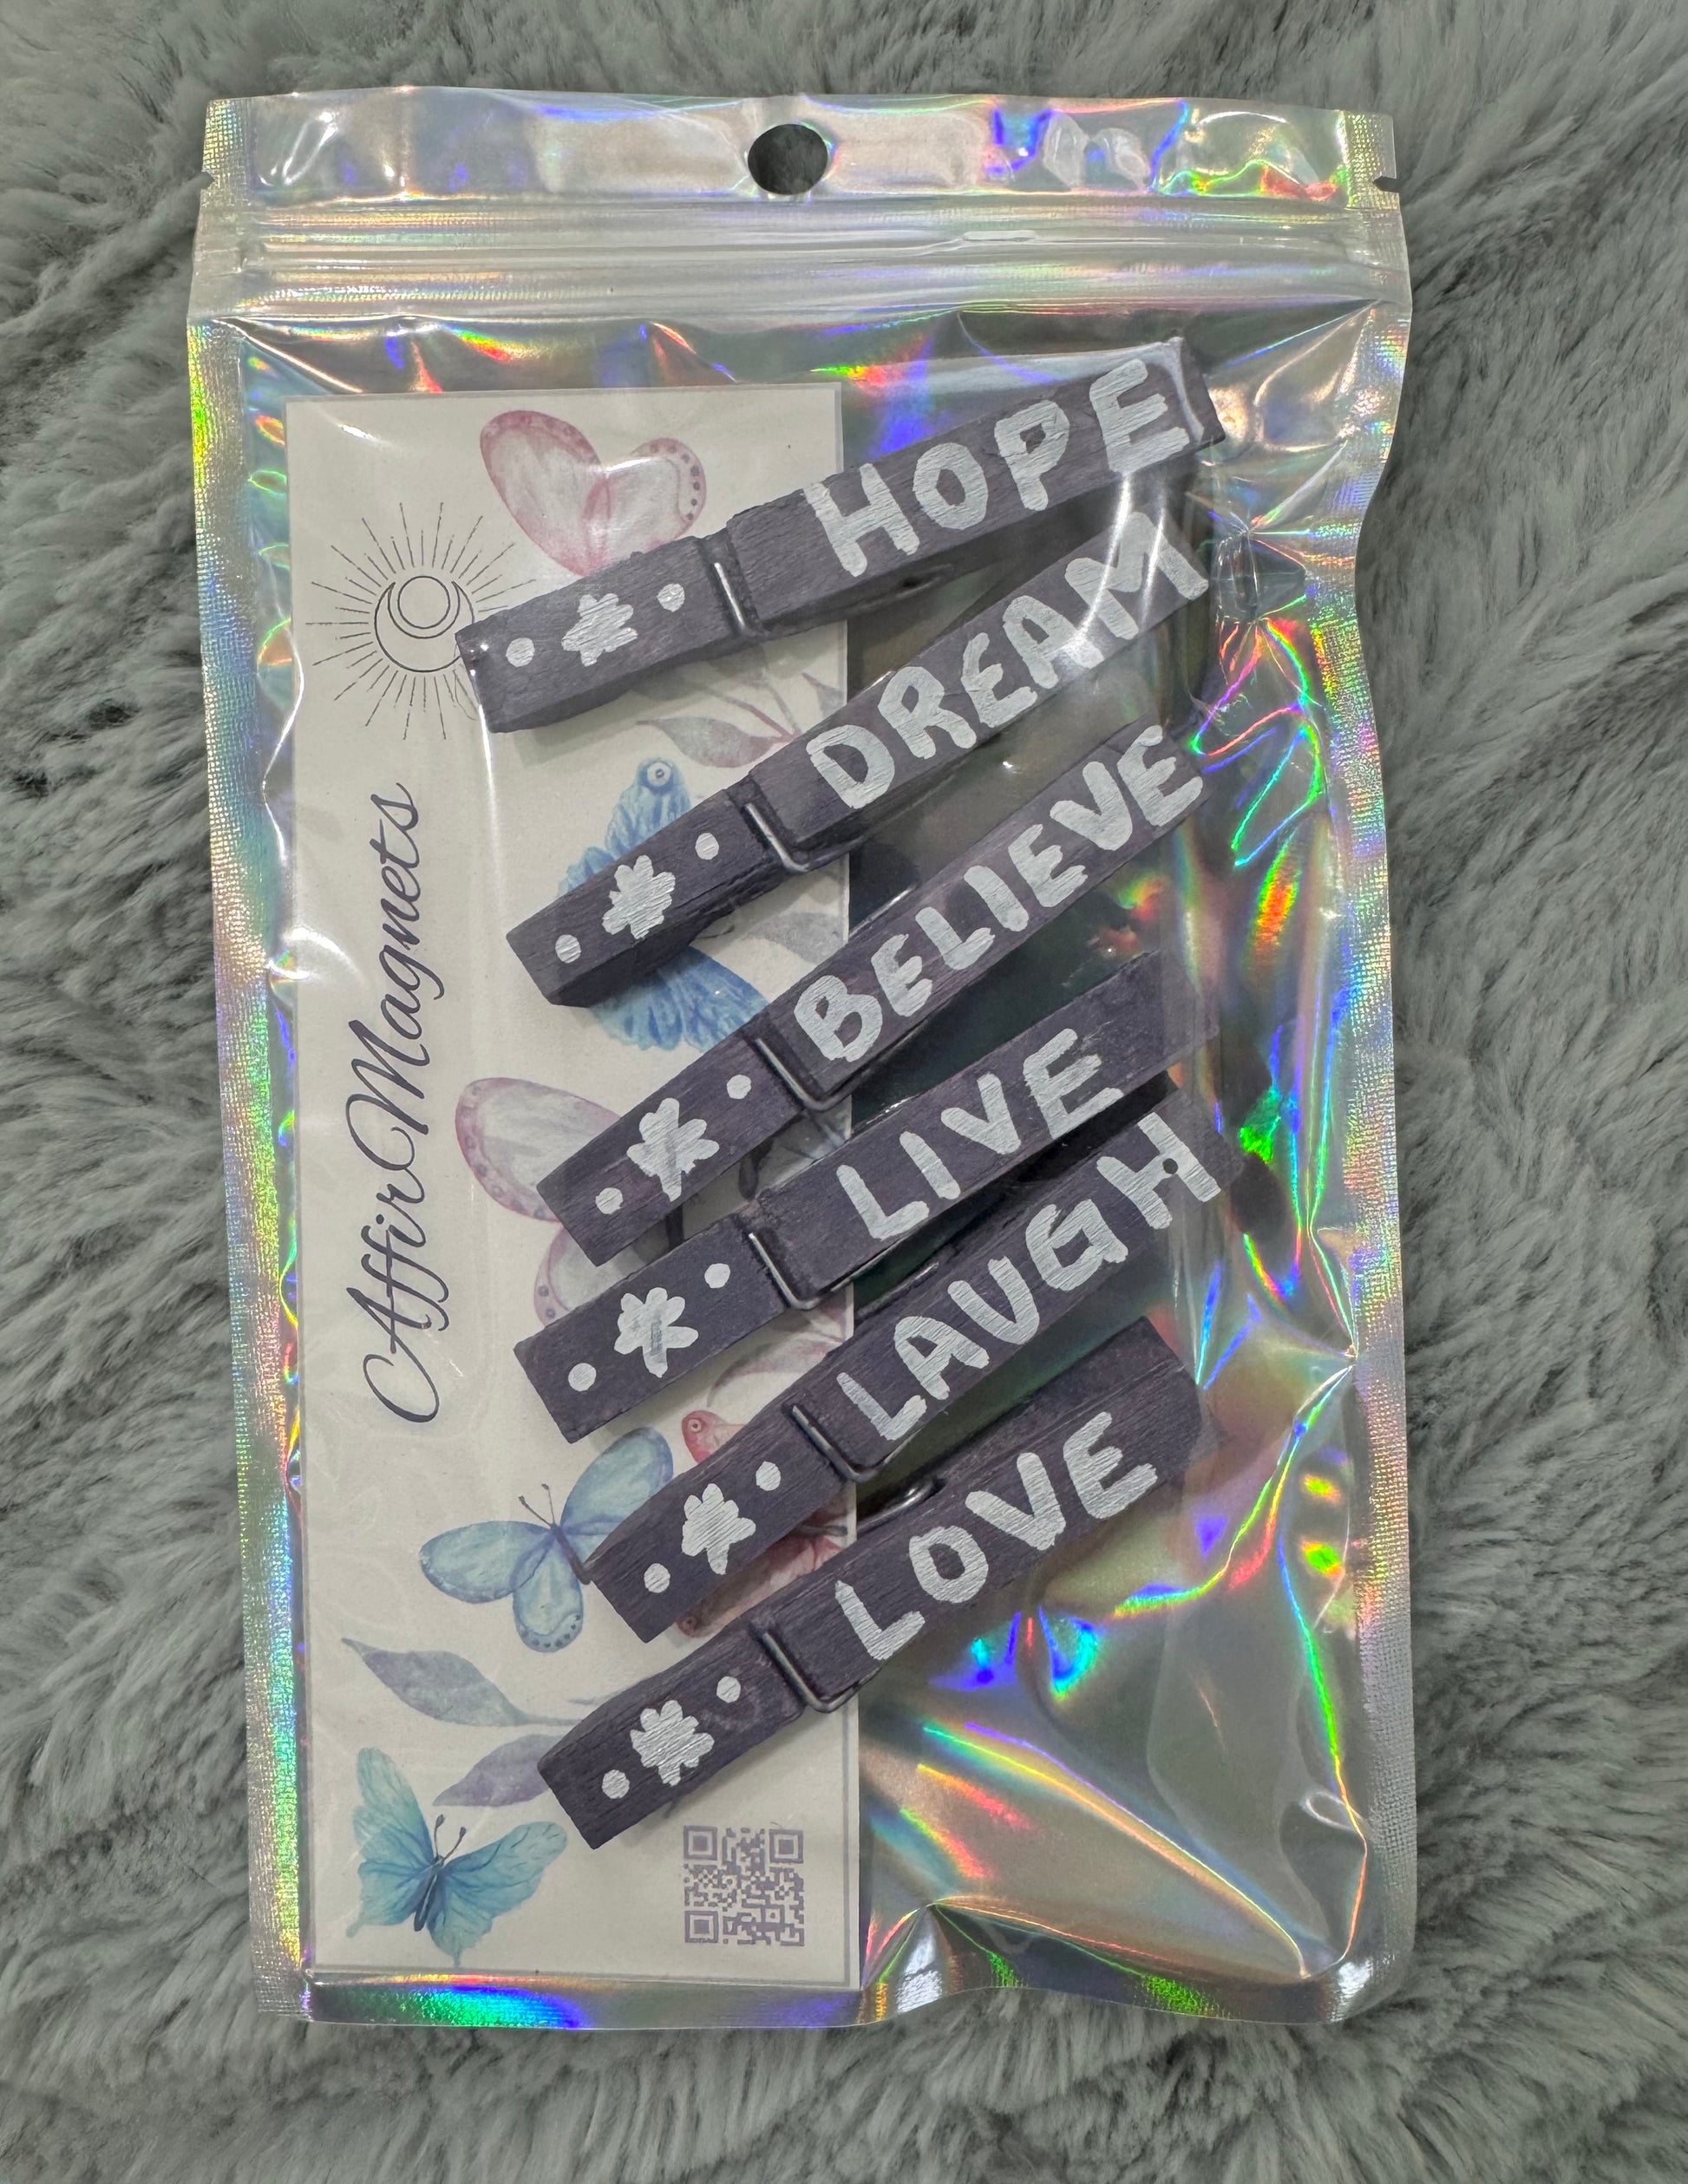 AffirMagnets
HOPE
DREAM
BELIEVE
LIVE
LAUGH
LOVE